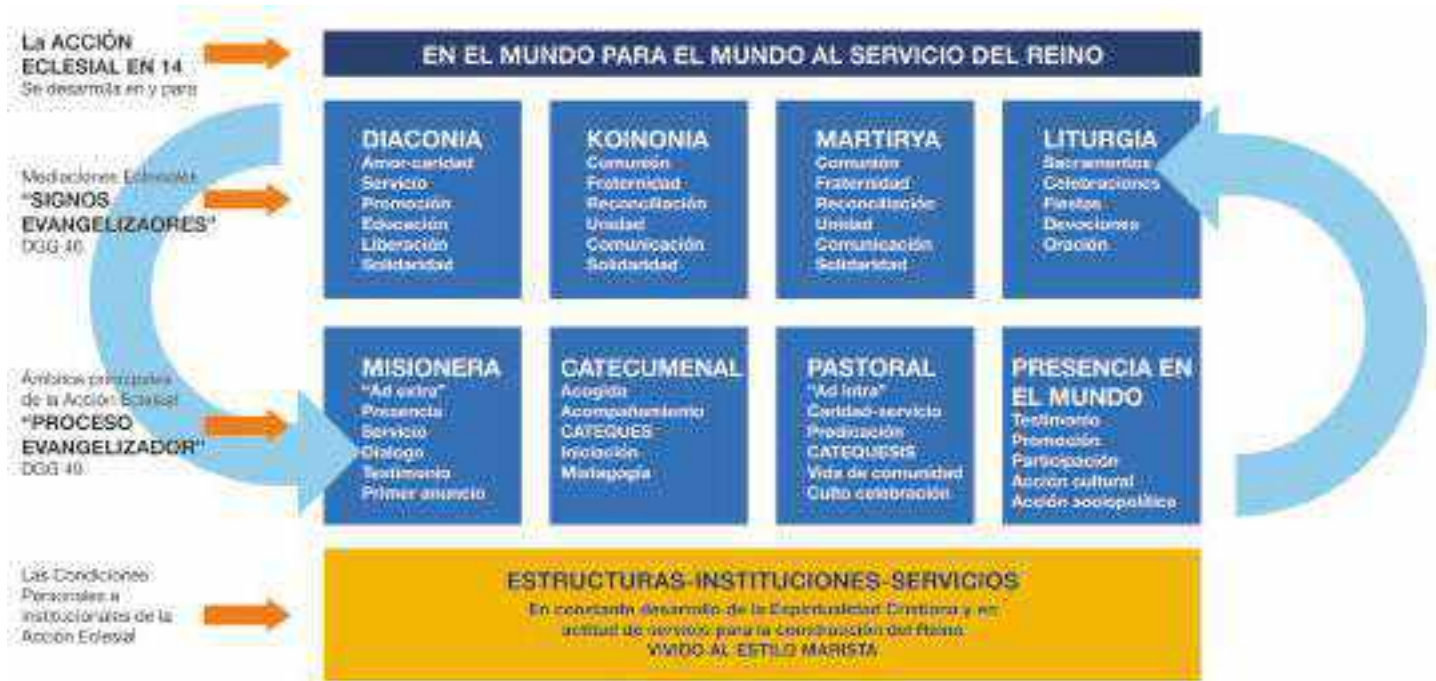 La ACCIÓN
ECLESIAL EN 14
Se desarrolla en y para
EN EL MUNDO PARA EL MUNDO AL SERVICIO DEL REINO
Mediaciones Eclesiales
"SIGNOS
EVANGELIZAORES"
DGG 46
DIACONIA
Amor-caridad
Servicio
Promoción
Educación
Liberación
Solidaridad
KOINONIA
Comunión
Fraternidad
Reconciliación
Unidad
Comunicación
Solidaridad
MARTIRYA
Comunión
Fraternidad
Reconciliación
Unidad
Comunicación
Solidaridad
LITURGIA
Sacramentos
Celebraciones
Fiestas
Devociones
Oración
Ámbitos principales
de la Acción Eclesial
"PROCESO
EVANGELIZADOR"
DGG 49
MISIONERA
"Ad extra"
Presencia
Servicio
Dialogo
Testimonio
Primer anuncio
CATECUMENAL
Acogida
Acompañamiento
CATEQUES
Iniciación
Mistagogía
PASTORAL
"Ad intra"
Caridad-servicio
Predicación
CATEQUESIS
Vida de comunidad
Culto celebración
PRESENCIA EN
EL MUNDO
Testimonio
Promoción
Participación
Acción cultural
Acción sociopolítico
Las Condiciones
Personales e
institucionales de la
Acción Eclesial
ESTRUCTURAS-INSTITUCIONES-SERVICIOS
En constante desarrollo de la Espiritualidad Cristiana y en
actitud de servicio para la construcción del Reino
VIVIDO AL ESTILO MARISTA